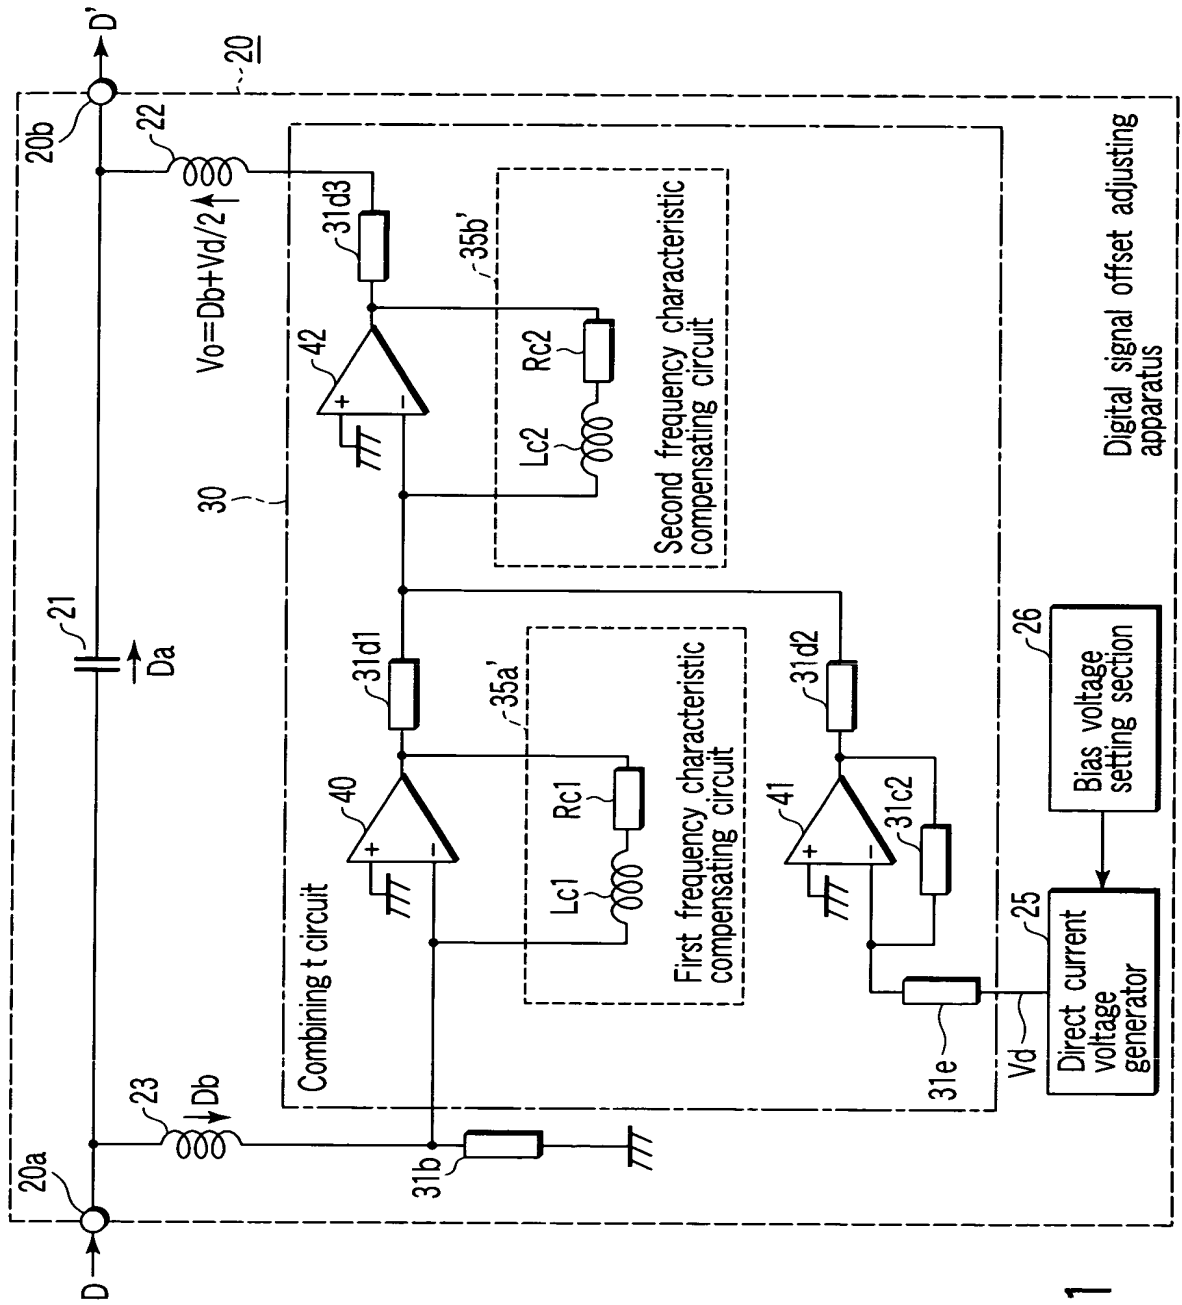 D
20a
D'
20b
20
21
Da
22
Vo=Db+Vd/2
23
Db
30
Combining t circuit
31b
40
+
−
31d1
35a'
Lc1
Rc1
First frequency characteristic
compensating circuit
42
+
−
31d3
35b'
Lc2
Rc2
Second frequency characteristic
compensating circuit
41
+
−
31c2
31d2
31e
Vd
25
Direct current
voltage
generator
26
Bias voltage
setting section
Digital signal offset adjusting
apparatus
1